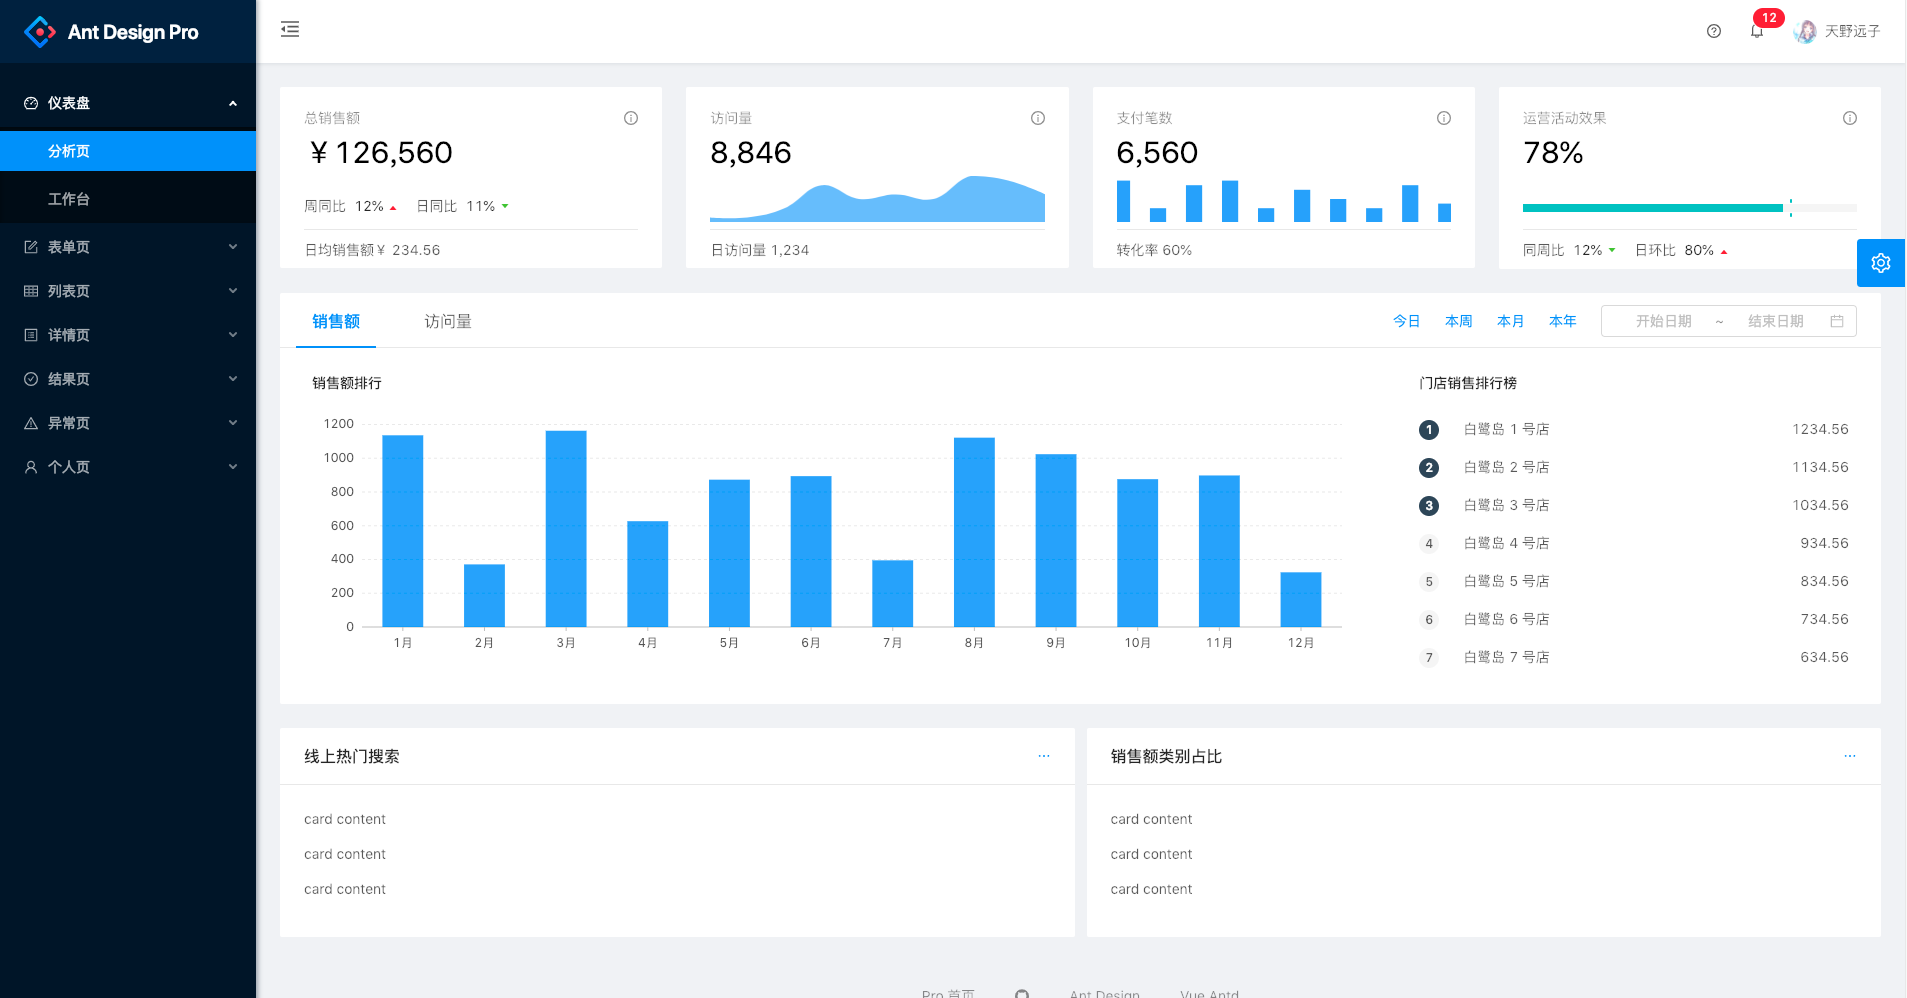 Ant Design Pro
12
天野远子
仪表盘
分析页
工作台
表单页
列表页
详情页
结果页
异常页
个人页
总销售额
¥ 126,560
周同比 12% 日同比 11%
日均销售额¥ 234.56
访问量
8,846
日访问量 1,234
支付笔数
6,560
转化率 60%
运营活动效果
78%
同周比 12% 日环比 80%
销售额 访问量
今日 本周 本月 本年 开始日期 ~ 结束日期
销售额排行
1200
1000
800
600
400
200
0
1月 2月 3月 4月 5月 6月 7月 8月 9月 10月 11月 12月
门店销售排行榜
1 白鹭岛 1 号店 1234.56
2 白鹭岛 2 号店 1134.56
3 白鹭岛 3 号店 1034.56
4 白鹭岛 4 号店 934.56
5 白鹭岛 5 号店 834.56
6 白鹭岛 6 号店 734.56
7 白鹭岛 7 号店 634.56
线上热门搜索 ···
card content
card content
card content
销售额类别占比 ···
card content
card content
card content
Pro 首页 Ant Design Vue Antd